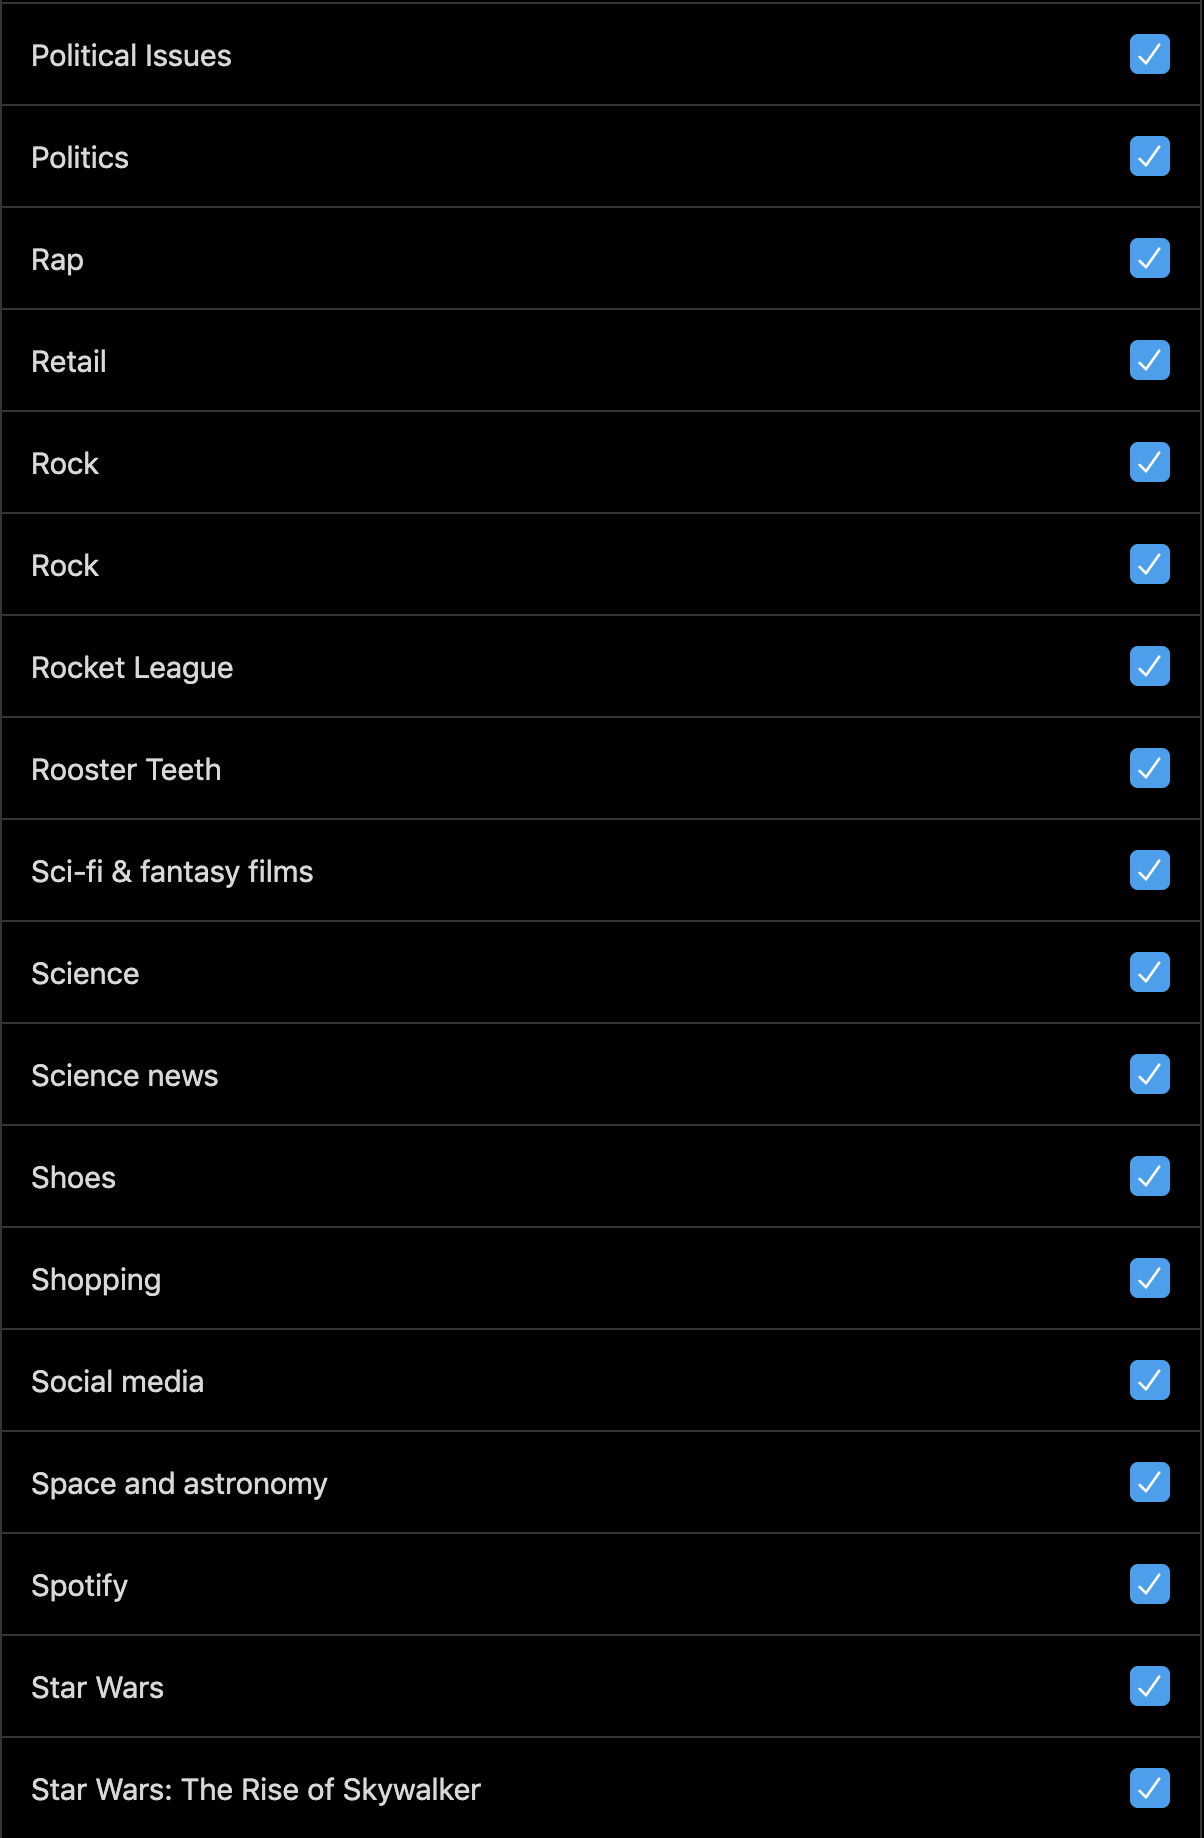 Political Issues
Politics
Rap
Retail
Rock
Rock
Rocket League
Rooster Teeth
Sci-fi & fantasy films
Science
Science news
Shoes
Shopping
Social media
Space and astronomy
Spotify
Star Wars
Star Wars: The Rise of Skywalker